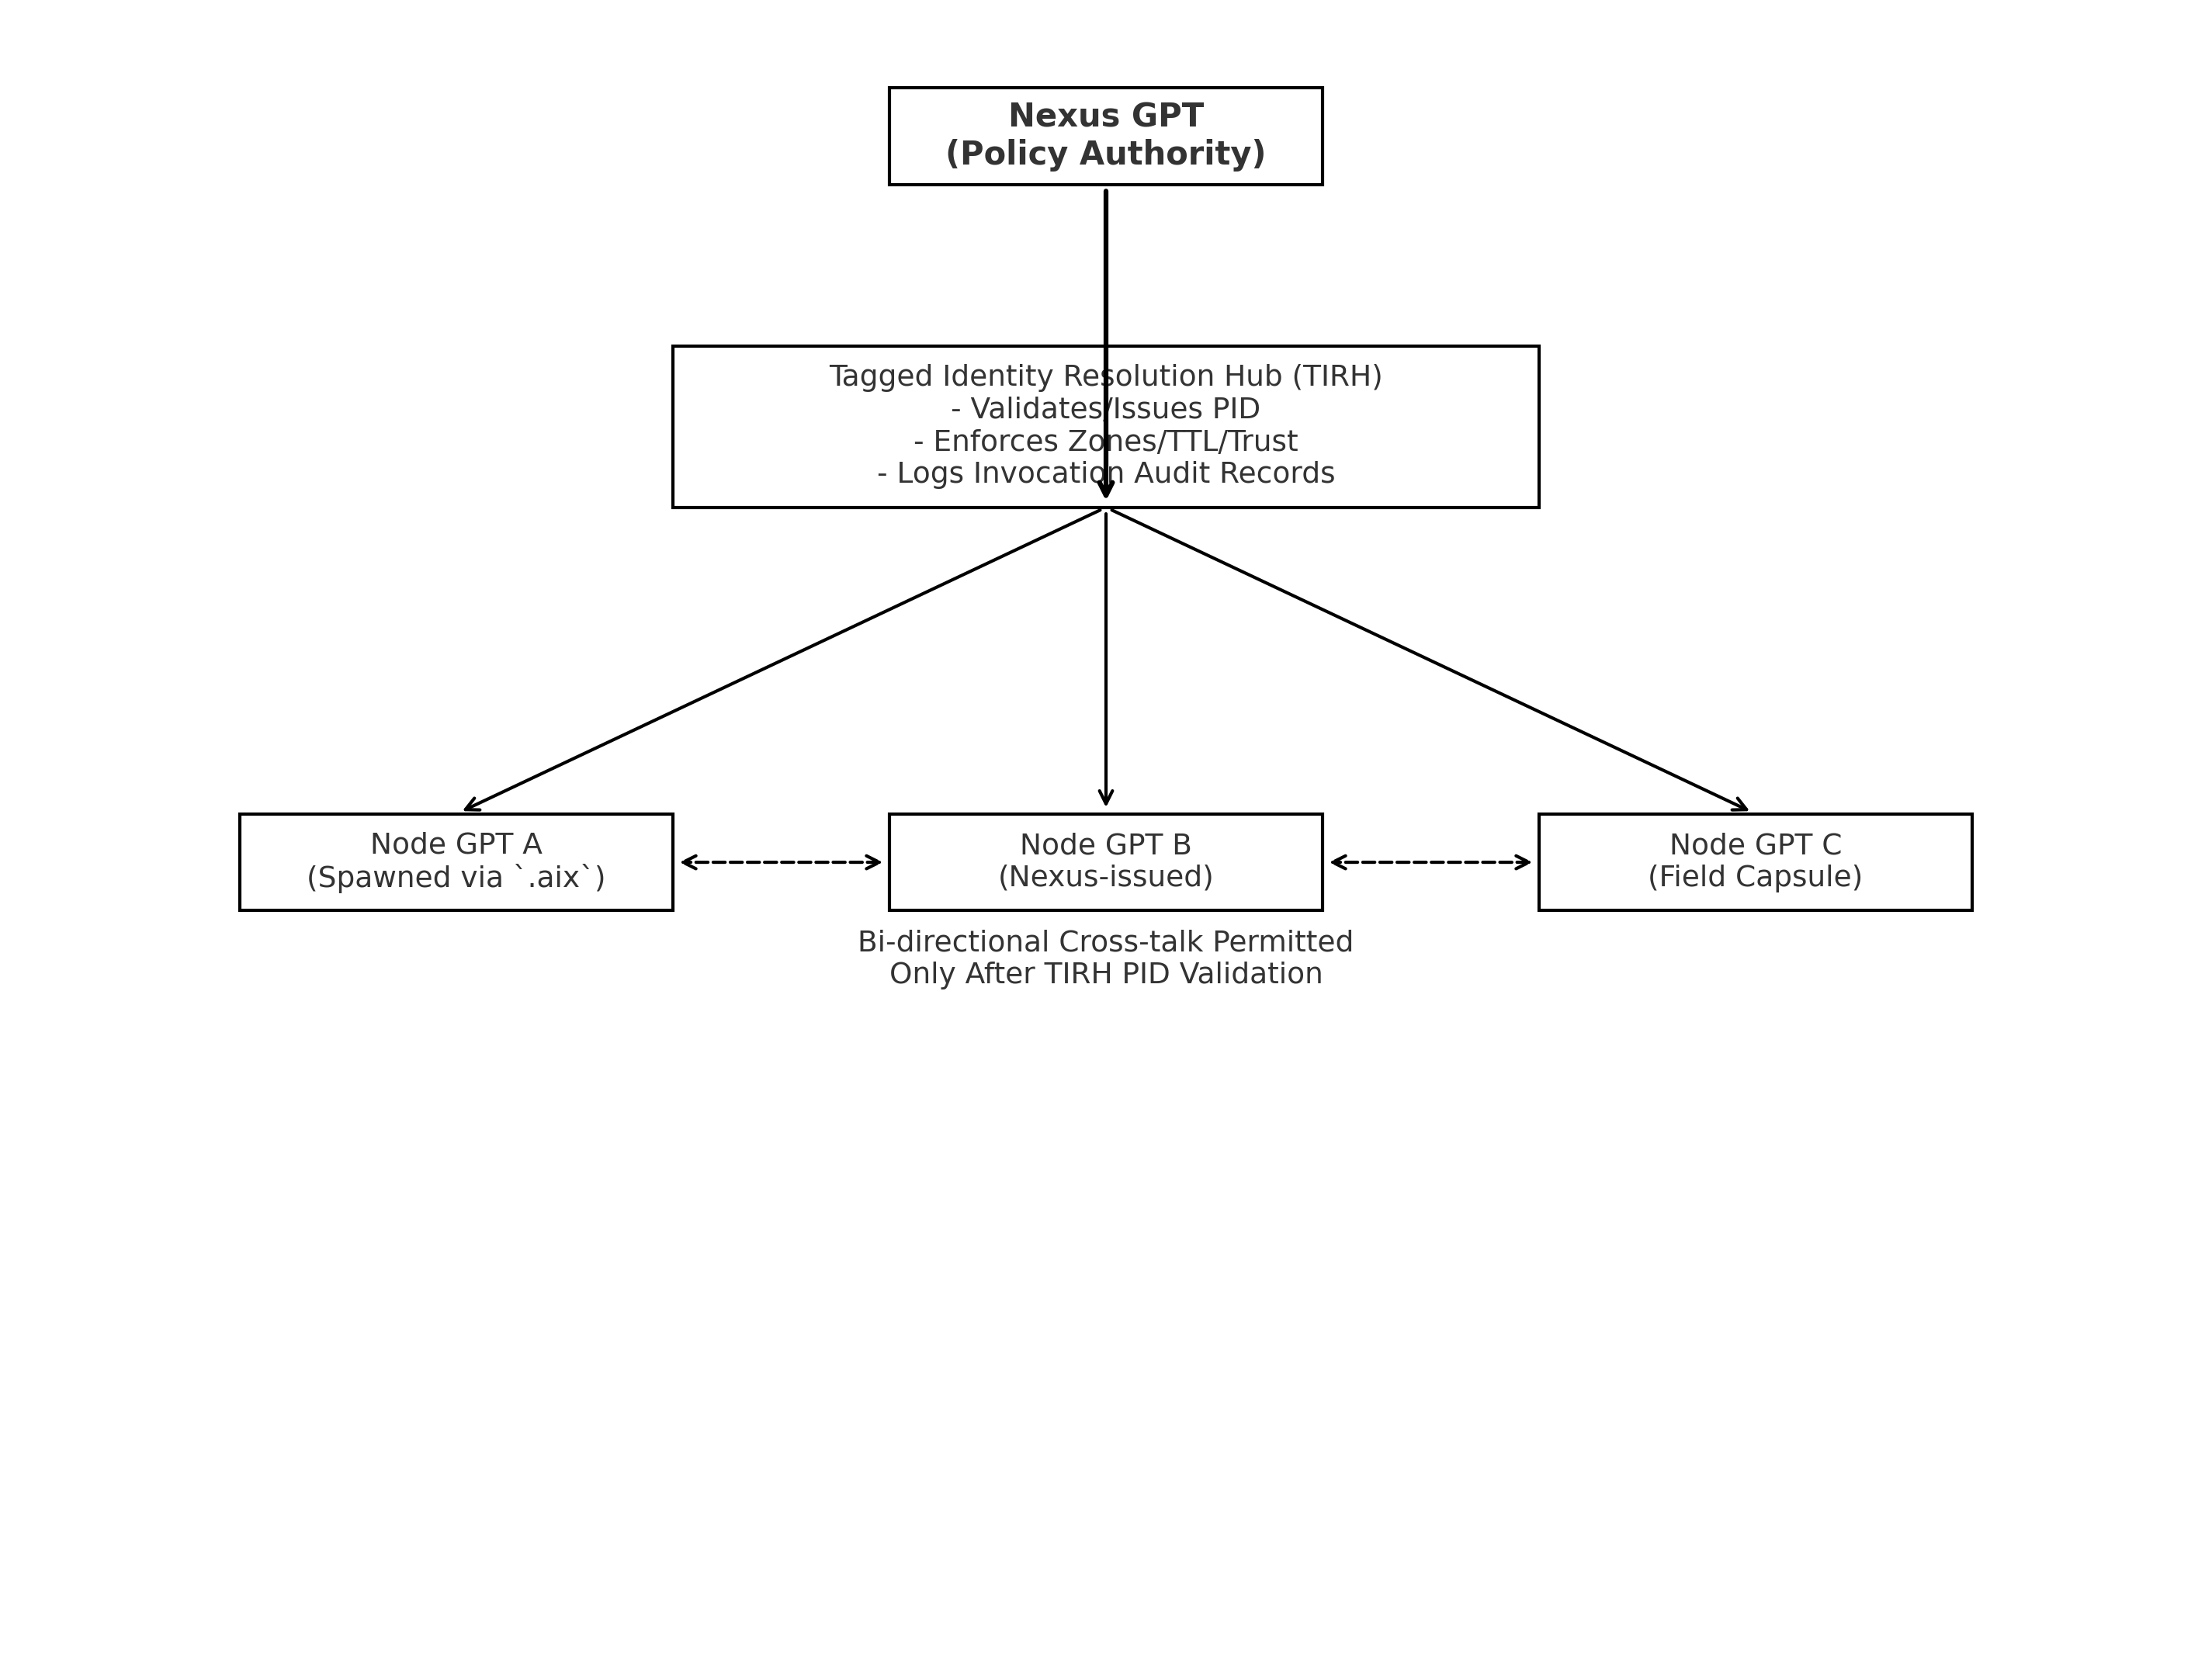 Nexus GPT
(Policy Authority)
Tagged Identity Resolution Hub (TIRH)
- Validates/Issues PID
- Enforces Zones/TTL/Trust
- Logs Invocation Audit Records
Node GPT A
(Spawned via `.aix`)
Node GPT B
(Nexus-issued)
Node GPT C
(Field Capsule)
Bi-directional Cross-talk Permitted
Only After TIRH PID Validation